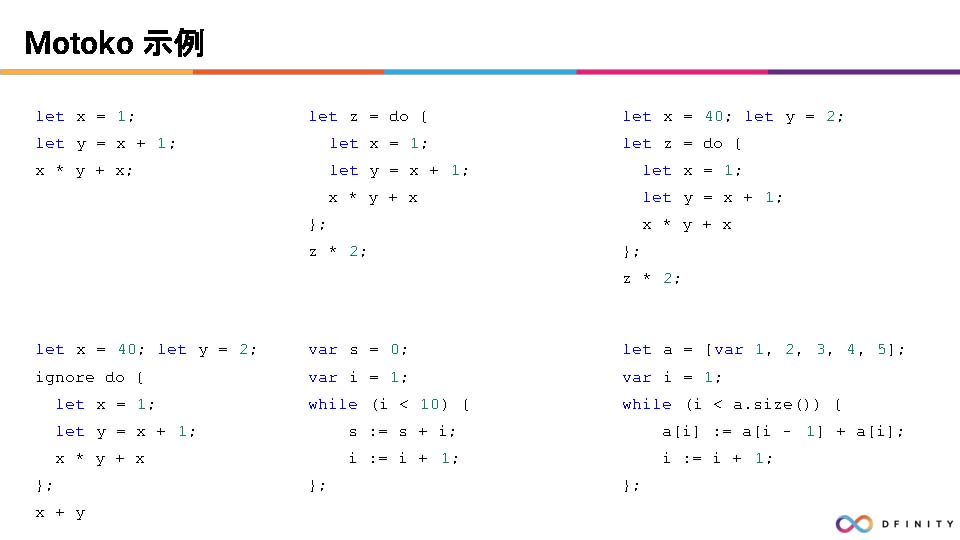 Motoko 示例
let x = 1;
let y = x + 1;
x * y + x;
let z = do {
let x = 1;
let y = x + 1;
x * y + x
};
z * 2;
let x = 40; let y = 2;
let z = do {
let x = 1;
let y = x + 1;
x * y + x
};
z * 2;
let x = 40; let y = 2;
ignore do {
let x = 1;
let y = x + 1;
x * y + x
};
x + y
var s = 0;
var i = 1;
while (i < 10) {
s := s + i;
i := i + 1;
};
let a = [var 1, 2, 3, 4, 5];
var i = 1;
while (i < a.size()) {
a[i] := a[i - 1] + a[i];
i := i + 1;
};
DFINITY